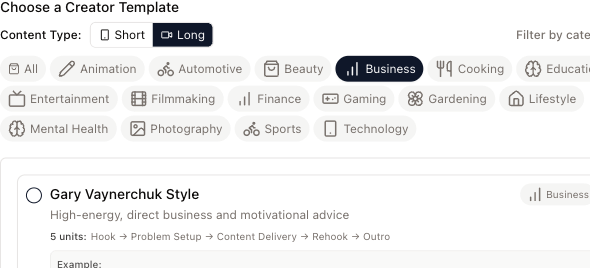 Choose a Creator Template
Content Type: Short Long Filter by cate
All Animation Automotive Beauty Business Cooking Educati
Entertainment Filmmaking Finance Gaming Gardening Lifestyle
Mental Health Photography Sports Technology
Gary Vaynerchuk Style Business
High-energy, direct business and motivational advice
5 units: Hook → Problem Setup → Content Delivery → Rehook → Outro
Example: